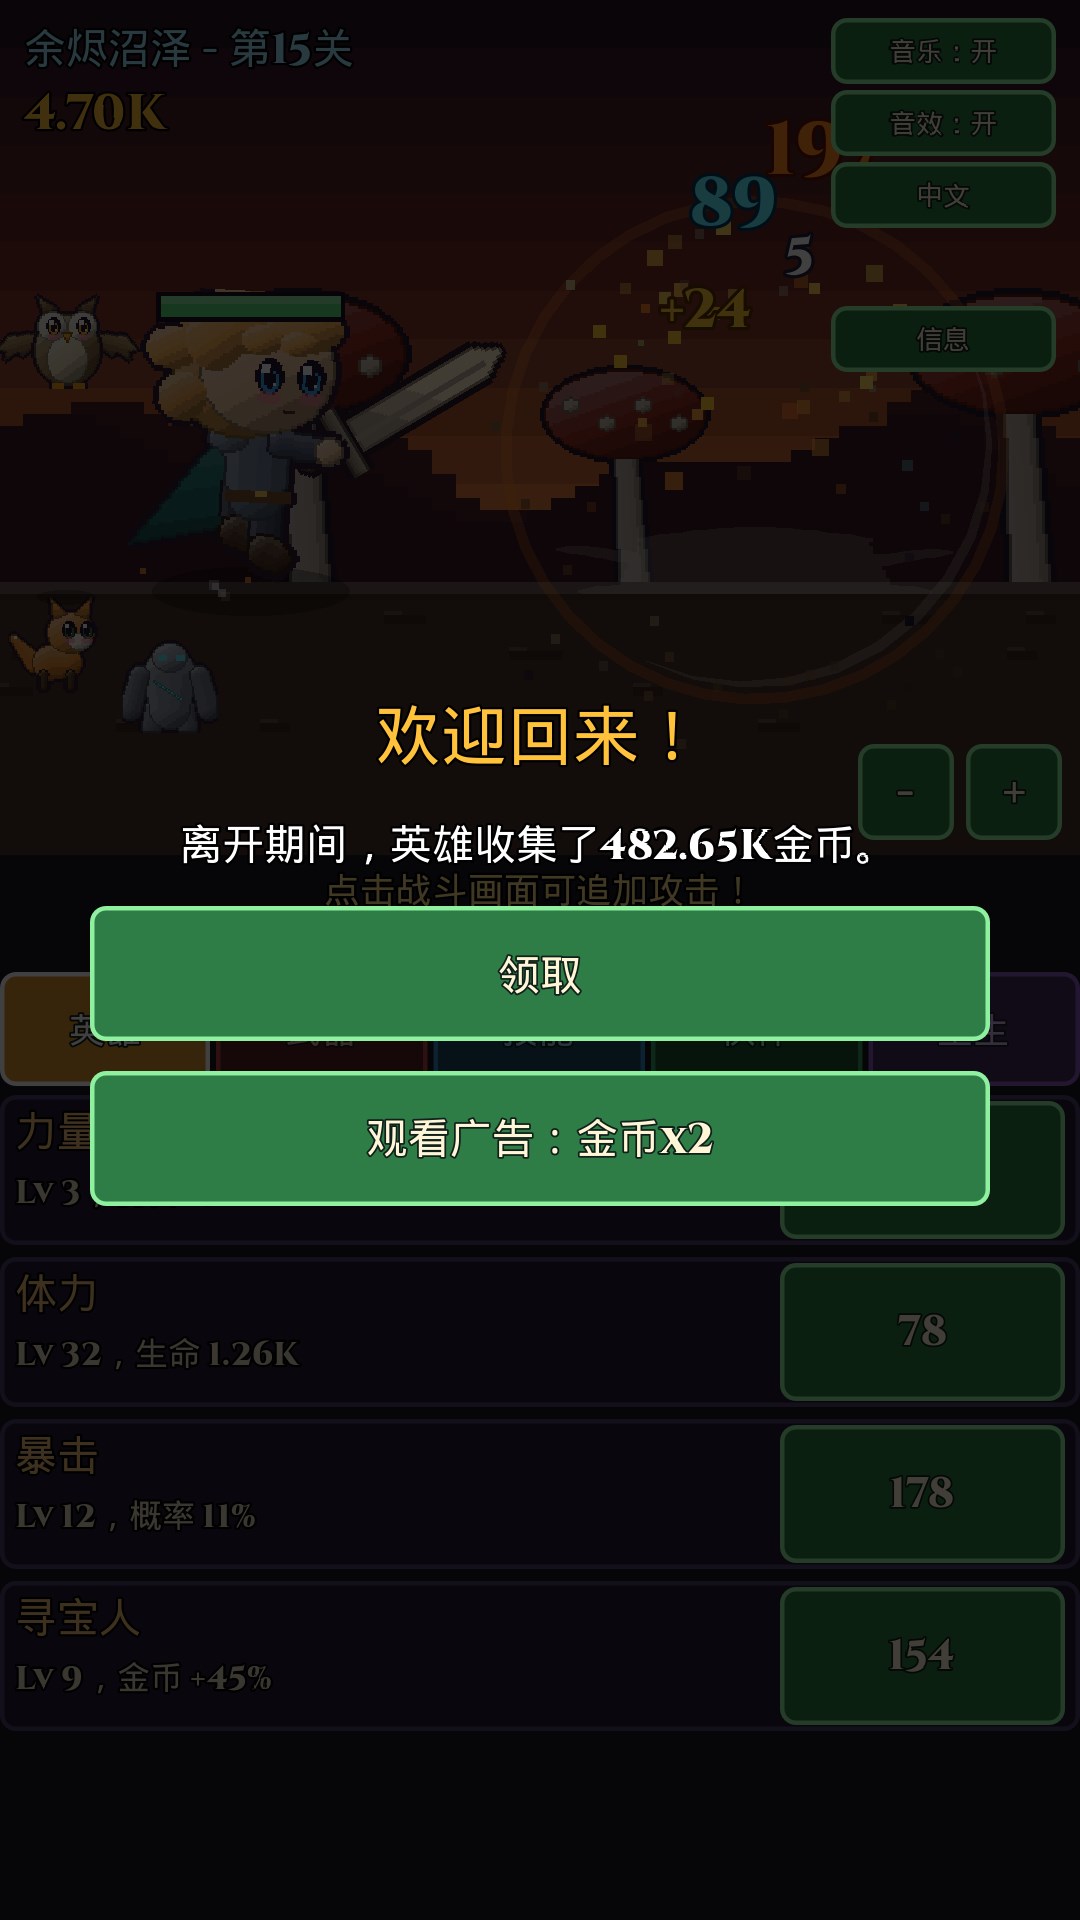 余烬沼泽 - 第15关
4.70K
音乐：开
音效：开
中文
信息
89
5
+24
欢迎回来！
- +
离开期间，英雄收集了482.65K金币。
点击战斗画面可追加攻击！
领取
英雄
观看广告：金币x2
力量
Lv 3
体力
Lv 32，生命 1.26K
78
暴击
Lv 12，概率 11%
178
寻宝人
Lv 9，金币 +45%
154